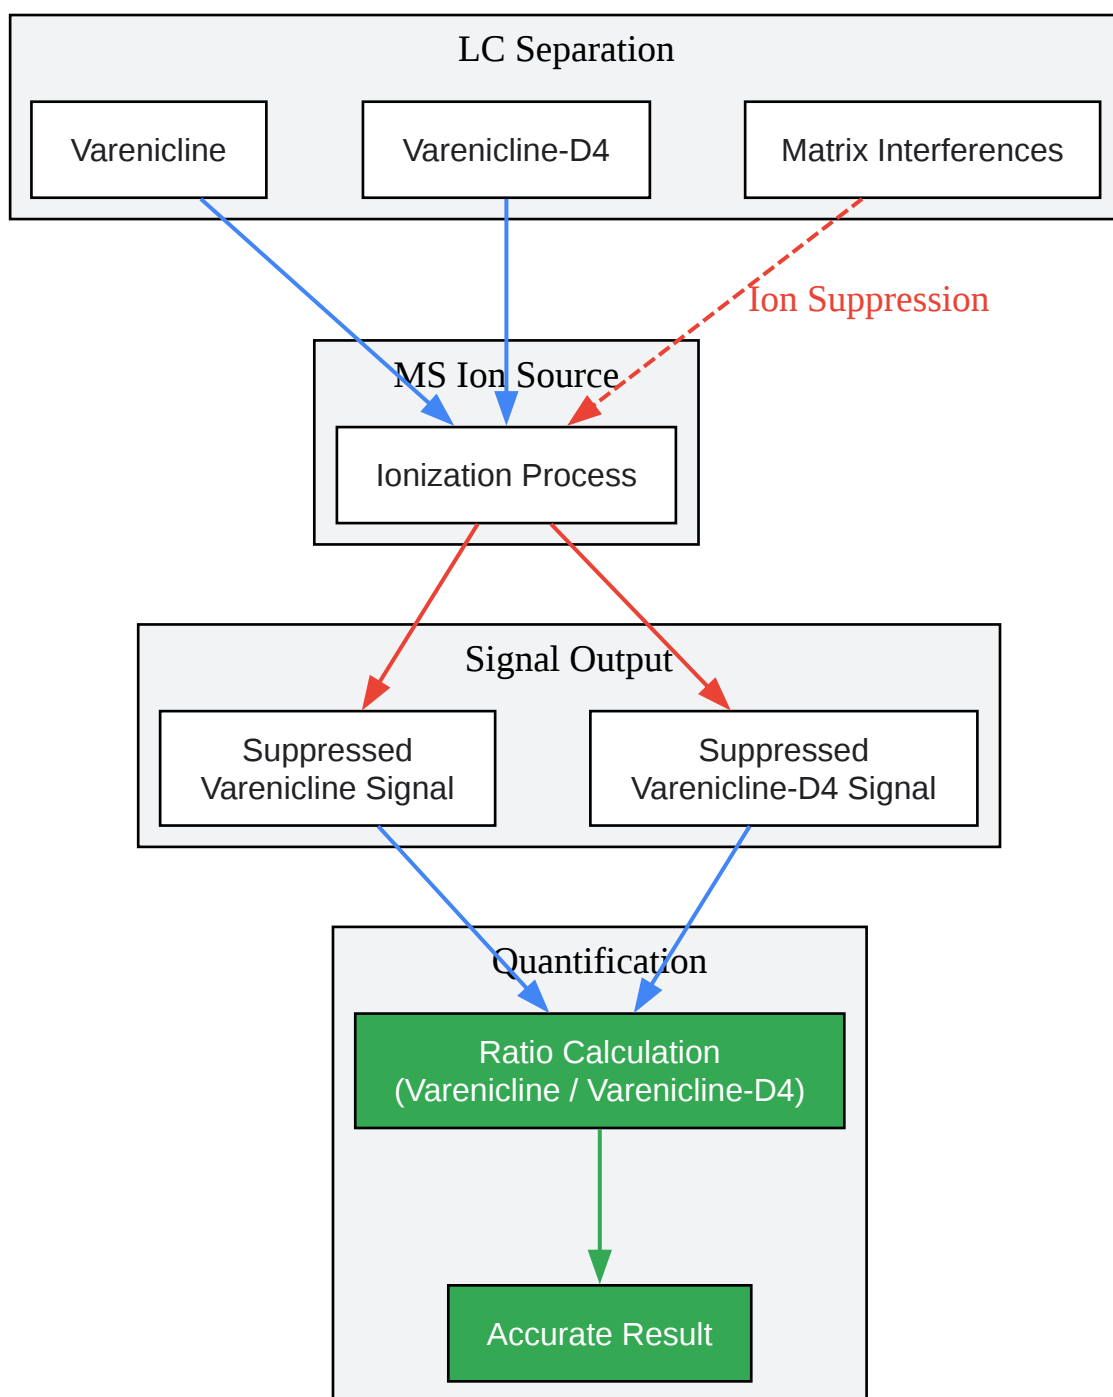 LC Separation
Varenicline
Varenicline-D4
Matrix Interferences
Ion Suppression
MS Ion Source
Ionization Process
Signal Output
Suppressed
Varenicline Signal
Suppressed
Varenicline-D4 Signal
Quantification
Ratio Calculation
(Varenicline / Varenicline-D4)
Accurate Result